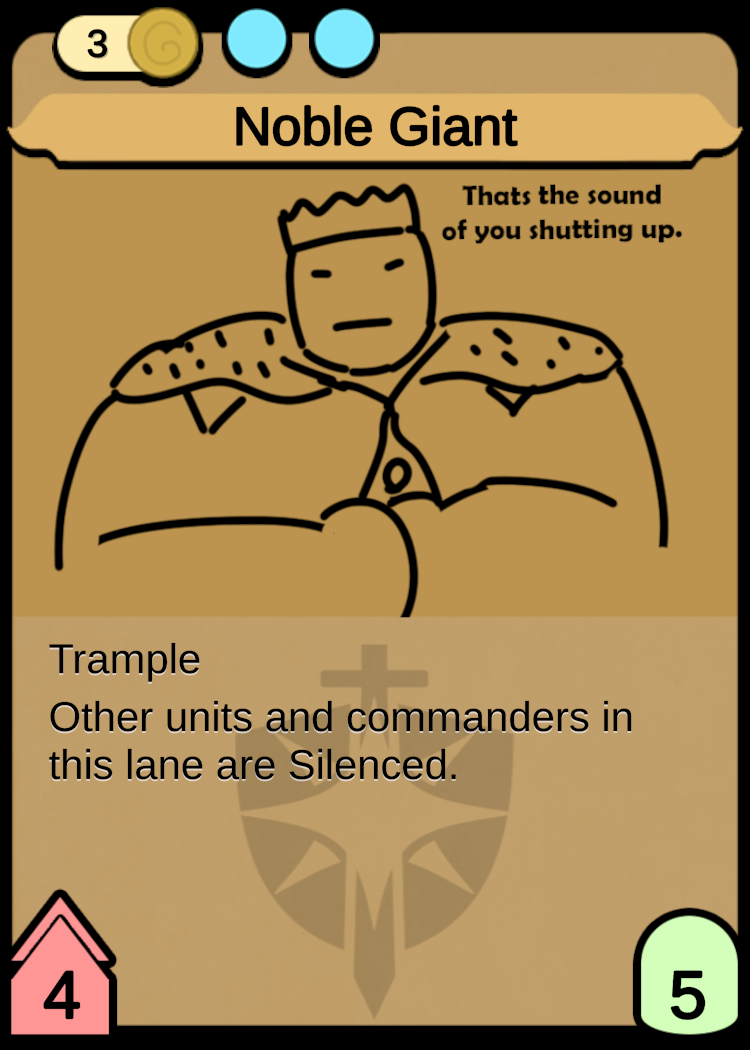 3
Noble Giant
Thats the sound
of you shutting up.
Trample
Other units and commanders in
this lane are Silenced.
4
5